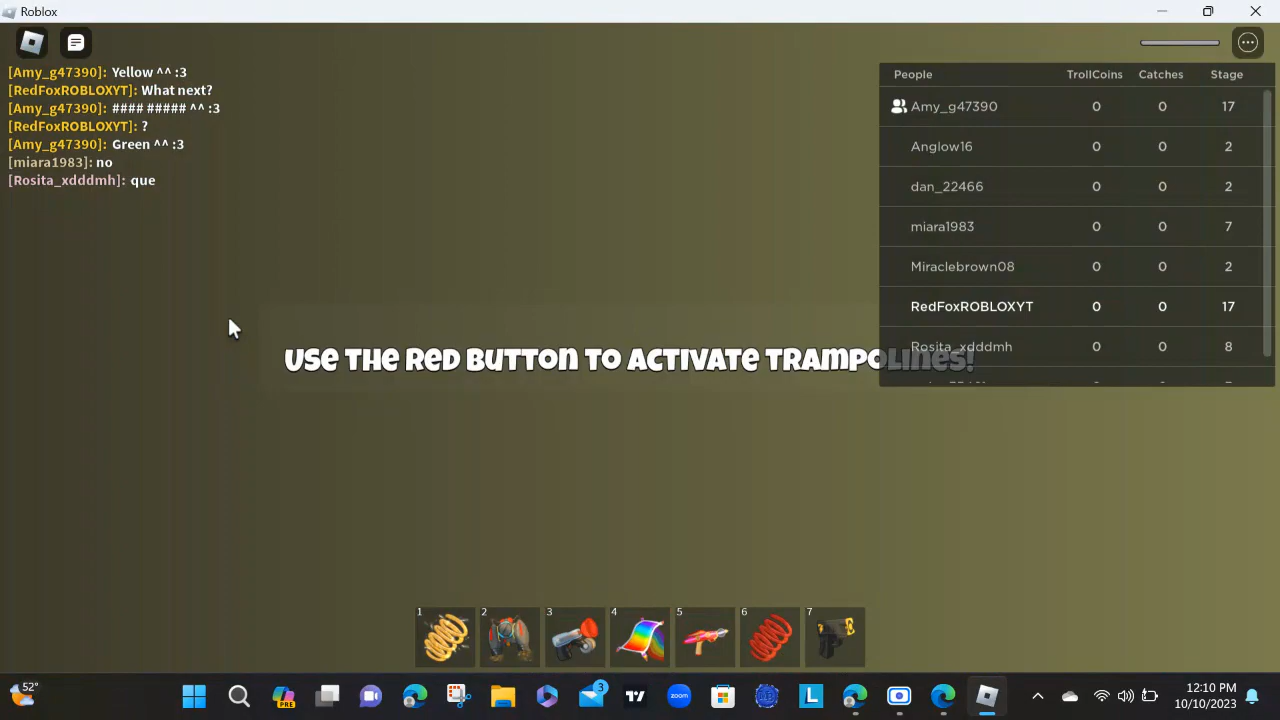 Roblox
[Amy_g47390]: Yellow ^^ :3
[RedFoxROBLOXYT]: What next?
[Amy_g47390]: #### ##### ^^ :3
[RedFoxROBLOXYT]: ?
[Amy_g47390]: Green ^^ :3
[miara1983]: no
[Rosita_xdddmh]: que
People TrollCoins Catches Stage
Amy_g47390 0 0 17
Anglow16 0 0 2
dan_22466 0 0 2
miara1983 0 0 7
Miraclebrown08 0 0 2
RedFoxROBLOXYT 0 0 17
Rosita_xdddmh 0 0 8
Use the Red Button to activate trampolines!
1 2 3 4 5 6 7
52°
PRE
3
zoom
L
12:10 PM
10/10/2023